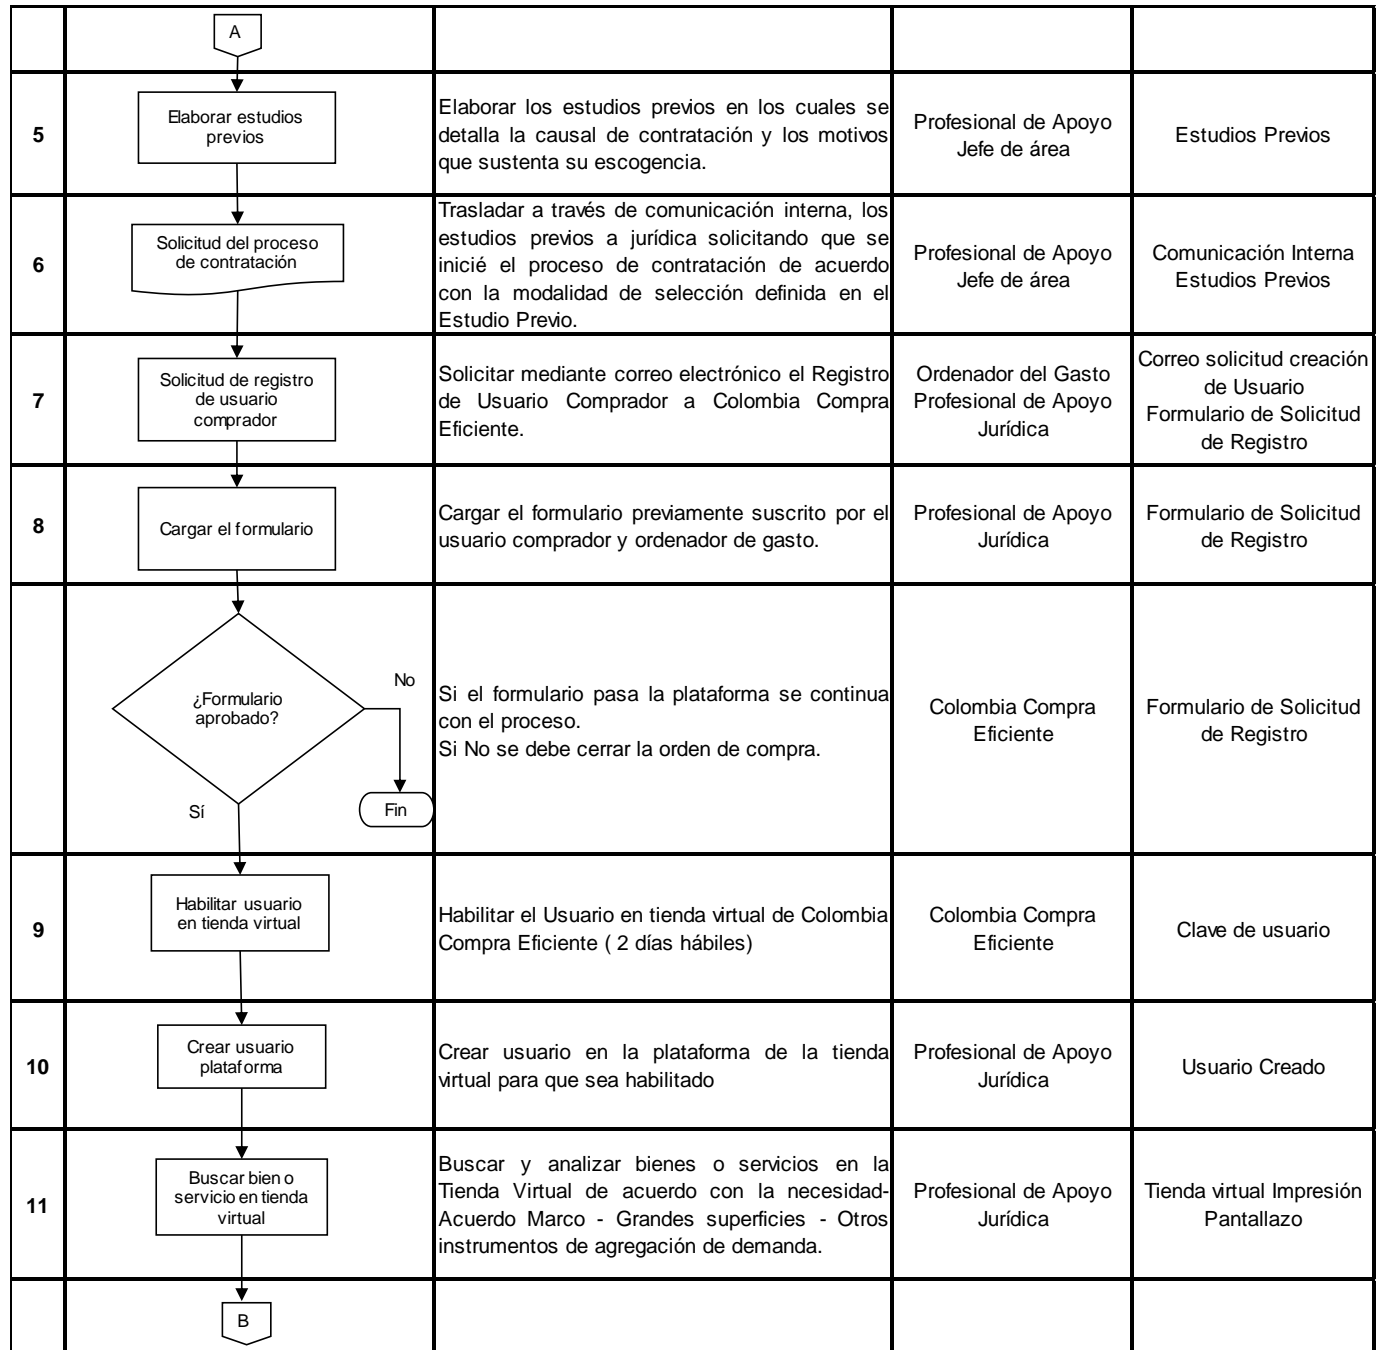 A
5
Elaborar estudios
previos
Elaborar los estudios previos en los cuales se
detalla la causal de contratación y los motivos
que sustenta su escogencia.
Profesional de Apoyo
Jefe de área
Estudios Previos
6
Solicitud del proceso
de contratación
Trasladar a través de comunicación interna, los
estudios previos a jurídica solicitando que se
inicié el proceso de contratación de acuerdo
con la modalidad de selección definida en el
Estudio Previo.
Profesional de Apoyo
Jefe de área
Comunicación Interna
Estudios Previos
7
Solicitud de registro
de usuario
comprador
Solicitar mediante correo electrónico el Registro
de Usuario Comprador a Colombia Compra
Eficiente.
Ordenador del Gasto
Profesional de Apoyo
Jurídica
Correo solicitud creación
de Usuario
Formulario de Solicitud
de Registro
8
Cargar el formulario
Cargar el formulario previamente suscrito por el
usuario comprador y ordenador de gasto.
Profesional de Apoyo
Jurídica
Formulario de Solicitud
de Registro
¿Formulario
aprobado?
No
Sí
Fin
Si el formulario pasa la plataforma se continua
con el proceso.
Si No se debe cerrar la orden de compra.
Colombia Compra
Eficiente
Formulario de Solicitud
de Registro
9
Habilitar usuario
en tienda virtual
Habilitar el Usuario en tienda virtual de Colombia
Compra Eficiente ( 2 días hábiles)
Colombia Compra
Eficiente
Clave de usuario
10
Crear usuario
plataforma
Crear usuario en la plataforma de la tienda
virtual para que sea habilitado
Profesional de Apoyo
Jurídica
Usuario Creado
11
Buscar bien o
servicio en tienda
virtual
Buscar y analizar bienes o servicios en la
Tienda Virtual de acuerdo con la necesidad-
Acuerdo Marco - Grandes superficies - Otros
instrumentos de agregación de demanda.
Profesional de Apoyo
Jurídica
Tienda virtual Impresión
Pantallazo
B